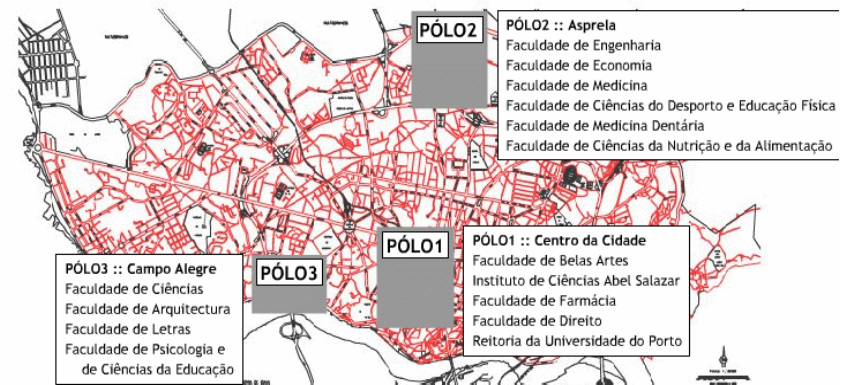 PÓLO2
PÓLO2 :: Asprela
Faculdade de Engenharia
Faculdade de Economia
Faculdade de Medicina
Faculdade de Ciências do Desporto e Educação Física
Faculdade de Medicina Dentária
Faculdade de Ciências da Nutrição e da Alimentação
PÓLO1
PÓLO1 :: Centro da Cidade
Faculdade de Belas Artes
Instituto de Ciências Abel Salazar
Faculdade de Farmácia
Faculdade de Direito
Reitoria da Universidade do Porto
PÓLO3
PÓLO3 :: Campo Alegre
Faculdade de Ciências
Faculdade de Arquitectura
Faculdade de Letras
Faculdade de Psicologia e
de Ciências da Educação